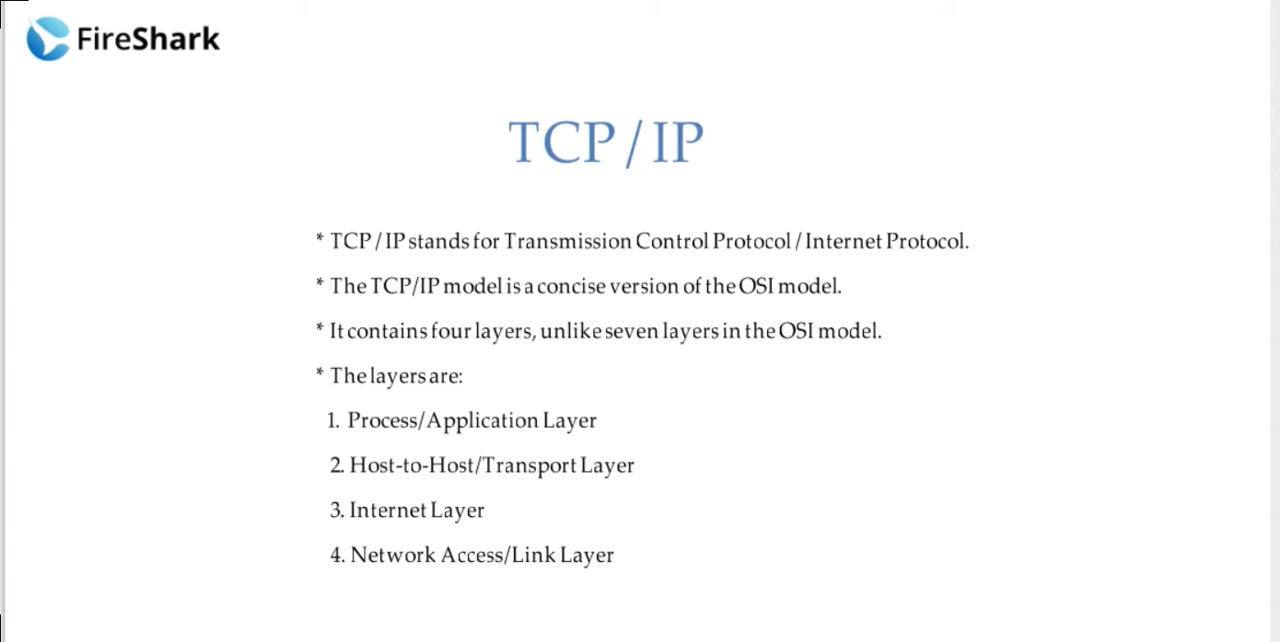 FireShark
TCP/IP
* TCP/IP stands for Transmission Control Protocol/Internet Protocol.
* The TCP/IP model is a concise version of the OSI model.
* It contains four layers, unlike seven layers in the OSI model.
* The layers are:
1. Process/Application Layer
2. Host-to-Host/Transport Layer
3. Internet Layer
4. Network Access/Link Layer